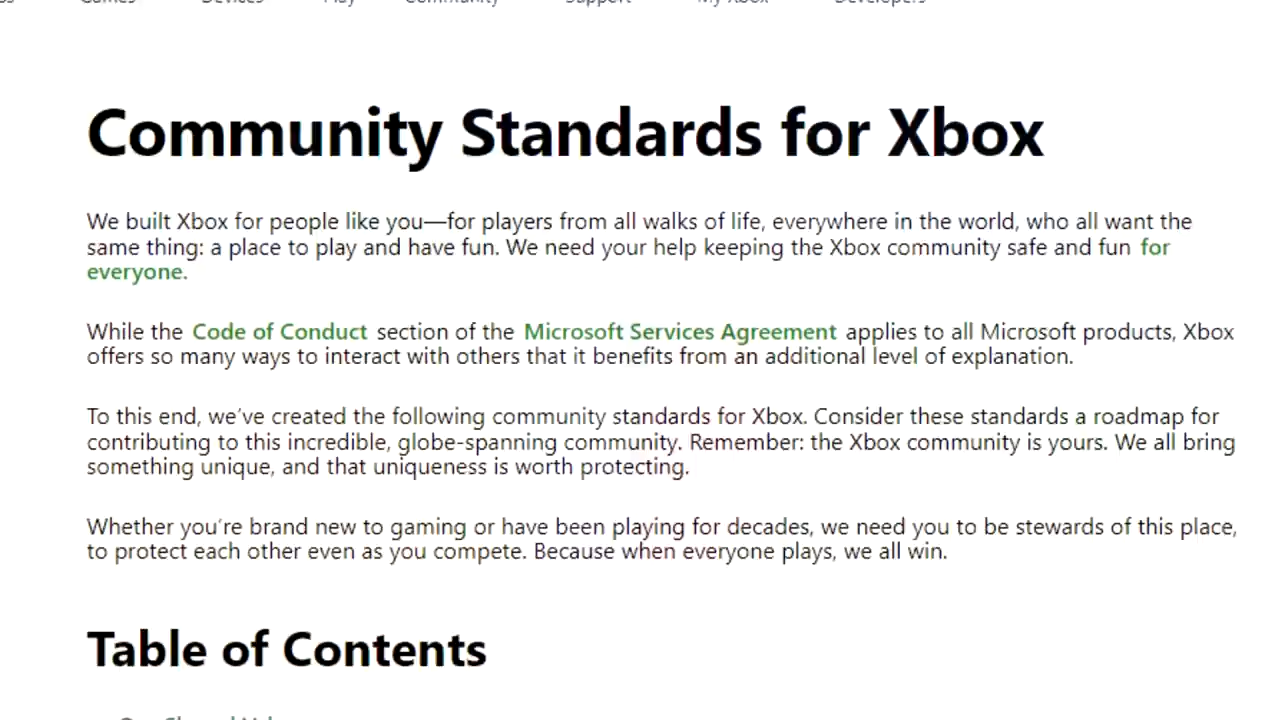 Games Devices Play Community Support My Xbox Developers
Community Standards for Xbox
We built Xbox for people like you—for players from all walks of life, everywhere in the world, who all want the
same thing: a place to play and have fun. We need your help keeping the Xbox community safe and fun for
everyone.
While the Code of Conduct section of the Microsoft Services Agreement applies to all Microsoft products, Xbox
offers so many ways to interact with others that it benefits from an additional level of explanation.
To this end, we've created the following community standards for Xbox. Consider these standards a roadmap for
contributing to this incredible, globe-spanning community. Remember: the Xbox community is yours. We all bring
something unique, and that uniqueness is worth protecting.
Whether you're brand new to gaming or have been playing for decades, we need you to be stewards of this place,
to protect each other even as you compete. Because when everyone plays, we all win.
Table of Contents